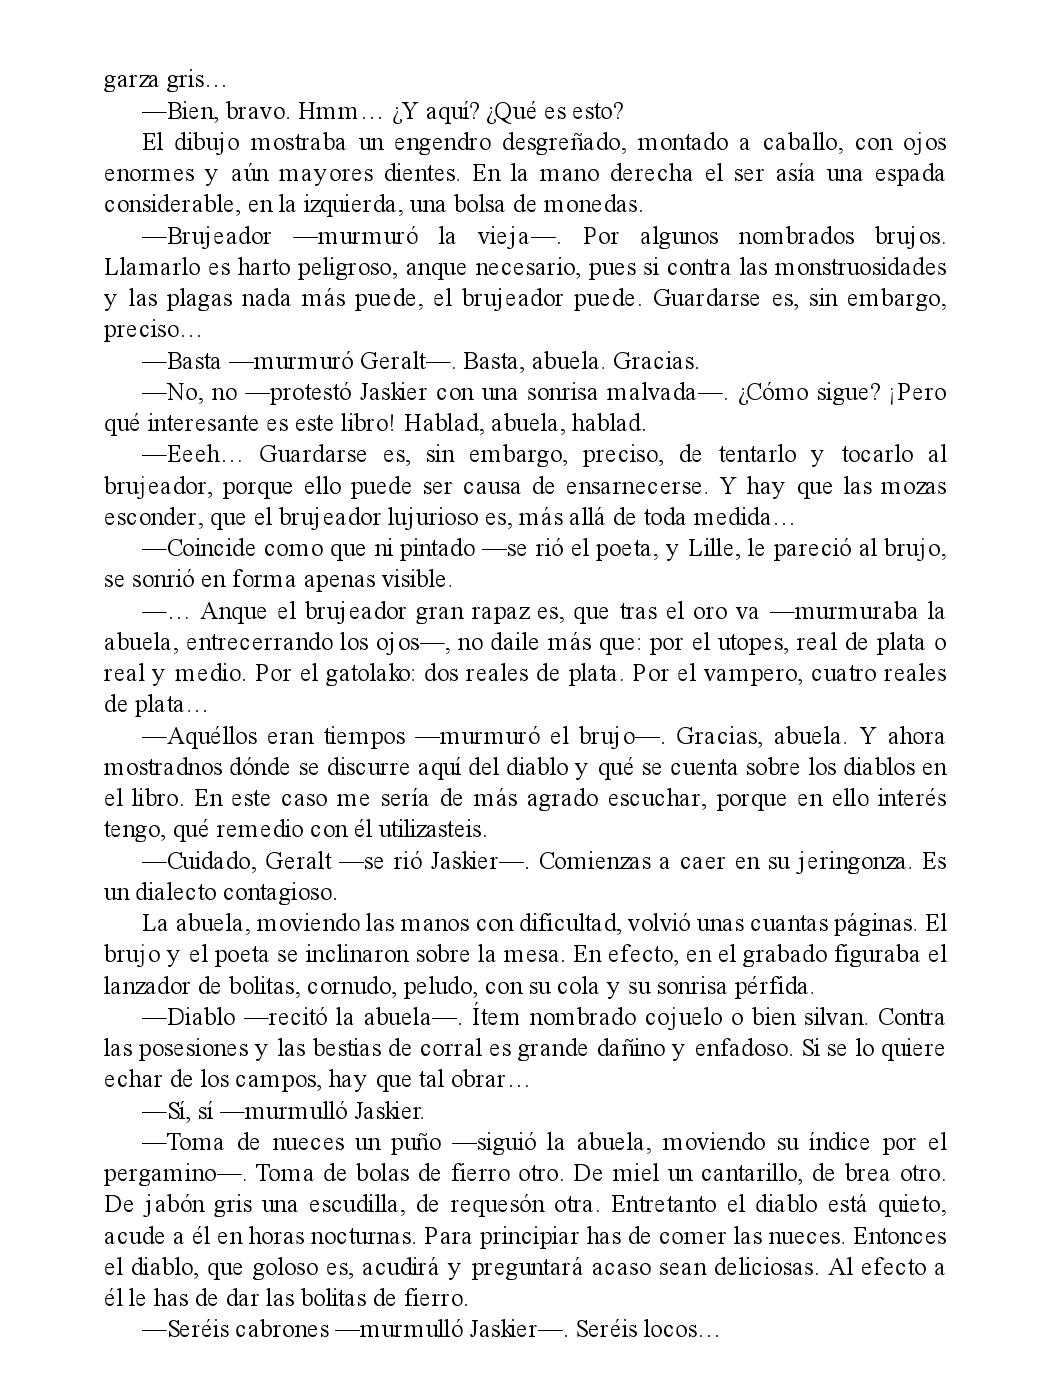 garza gris…
—Bien, bravo. Hmm… ¿Y aquí? ¿Qué es esto?
El dibujo mostraba un engendro desgreñado, montado a caballo, con ojos
enormes y aún mayores dientes. En la mano derecha el ser asía una espada
considerable, en la izquierda, una bolsa de monedas.
—Brujeador —murmuró la vieja—. Por algunos nombrados brujos.
Llamarlo es harto peligroso, anque necesario, pues si contra las monstruosidades
y las plagas nada más puede, el brujeador puede. Guardarse es, sin embargo,
preciso…
—Basta —murmuró Geralt—. Basta, abuela. Gracias.
—No, no —protestó Jaskier con una sonrisa malvada—. ¿Cómo sigue? ¡Pero
qué interesante es este libro! Hablad, abuela, hablad.
—Eeeh… Guardarse es, sin embargo, preciso, de tentarlo y tocarlo al
brujeador, porque ello puede ser causa de ensarnecerse. Y hay que las mozas
esconder, que el brujeador lujurioso es, más allá de toda medida…
—Coincide como que ni pintado —se rió el poeta, y Lille, le pareció al brujo,
se sonrió en forma apenas visible.
—… Anque el brujeador gran rapaz es, que tras el oro va —murmuraba la
abuela, entrecerrando los ojos—, no daile más que: por el utopes, real de plata o
real y medio. Por el gatolako: dos reales de plata. Por el vampero, cuatro reales
de plata…
—Aquéllos eran tiempos —murmuró el brujo—. Gracias, abuela. Y ahora
mostradnos dónde se discurre aquí del diablo y qué se cuenta sobre los diablos en
el libro. En este caso me sería de más agrado escuchar, porque en ello interés
tengo, qué remedio con él utilizasteis.
—Cuidado, Geralt —se rió Jaskier—. Comienzas a caer en su jeringonza. Es
un dialecto contagioso.
La abuela, moviendo las manos con dificultad, volvió unas cuantas páginas. El
brujo y el poeta se inclinaron sobre la mesa. En efecto, en el grabado figuraba el
lanzador de bolitas, cornudo, peludo, con su cola y su sonrisa pérfida.
—Diablo —recitó la abuela—. Ítem nombrado cojuelo o bien silvan. Contra
las posesiones y las bestias de corral es grande dañino y enfadoso. Si se lo quiere
echar de los campos, hay que tal obrar…
—Sí, sí —murmulló Jaskier.
—Toma de nueces un puño —siguió la abuela, moviendo su índice por el
pergamino—. Toma de bolas de fierro otro. De miel un cantarillo, de brea otro.
De jabón gris una escudilla, de requesón otra. Entretanto el diablo está quieto,
acude a él en horas nocturnas. Para principiar has de comer las nueces. Entonces
el diablo, que goloso es, acudirá y preguntará acaso sean deliciosas. Al efecto a
él le has de dar las bolitas de fierro.
—Seréis cabrones —murmulló Jaskier—. Seréis locos…